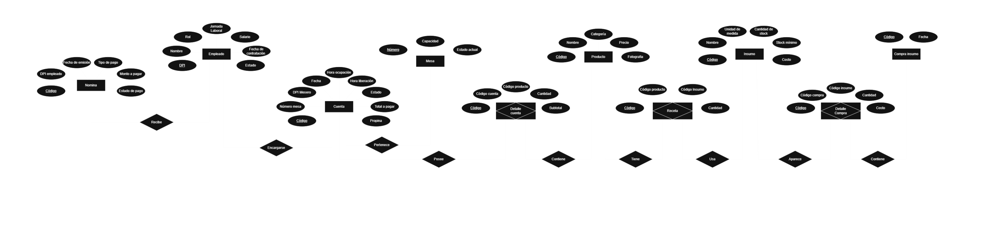 Jornada
Laboral
Rol
Salario
Nombre
Empleado
Fecha de
contratación
DPI
Estado
Fecha de emisión
Tipo de pago
DPI empleado
Monto a pagar
Nomina
Código
Estado de pago
Recibe
Hora ocupación
Fecha
Hora liberación
DPI Mesero
Estado
Número mesa
Cuenta
Total a pagar
Código
Propina
Encargarse
Pertenece
Capacidad
Número
Estado actual
Mesa
Código producto
Código cuenta
Cantidad
Código
Detalle
cuenta
Subtotal
Posee
Categoría
Nombre
Precio
Código
Producto
Fotografia
Contiene
Código producto
Código Insumo
Código
Receta
Cantidad
Tiene
Unidad de
medida
Cantidad de
stock
Nombre
Stock mínimo
Insumo
Código
Costo
Usa
Código insumo
Código compra
Cantidad
Código
Detalle
Compra
Costo
Aparece
Código
Fecha
Compra insumo
Contiene